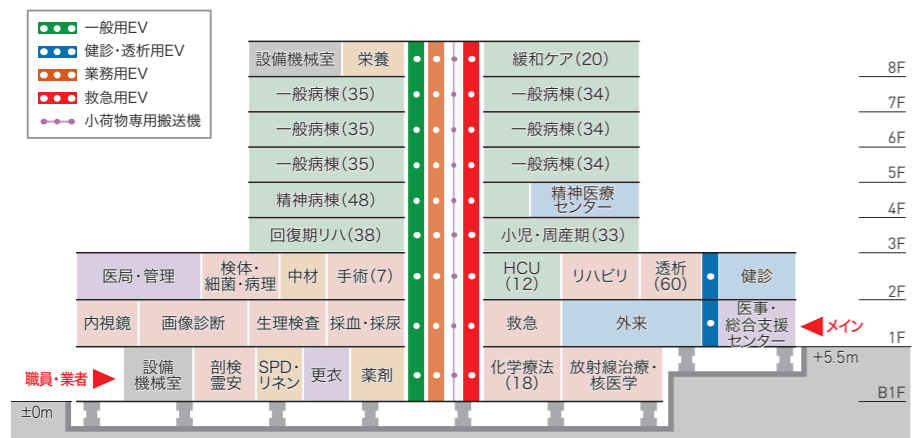 一般用EV
健診・透析用EV
業務用EV
救急用EV
小荷物専用搬送機
設備機械室
栄養
緩和ケア(20)
8F
一般病棟(35)
一般病棟(34)
7F
一般病棟(35)
一般病棟(34)
6F
一般病棟(35)
一般病棟(34)
5F
精神病棟(48)
精神医療
センター
4F
回復期リハ(38)
小児・周産期(33)
3F
医局・管理
検体・
細菌・病理
中材
手術(7)
HCU
(12)
リハビリ
透析
(60)
健診
2F
内視鏡
画像診断
生理検査
採血・採尿
救急
外来
医事・
総合支援
センター
メイン
1F
+5.5m
職員・業者
設備
機械室
剖検
霊安
SPD・
リネン
更衣
薬剤
化学療法
(18)
放射線治療・
核医学
B1F
±0m